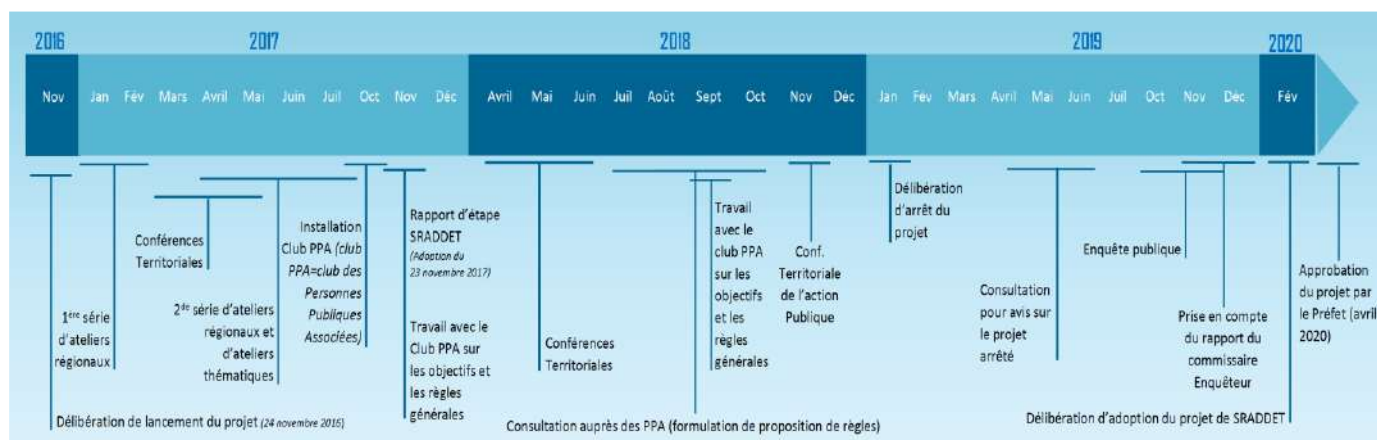 2016
2017
2018
2019
2020
Nov
Jan Fév Mars Avril Mai Juin Juil Oct Nov Déc
Avril Mai Juin Juil Août Sept Oct Nov Déc
Jan Fév Mars Avril Mai Juin Juil Oct Nov Déc
Fév
Délibération de lancement du projet (24 novembre 2016)
1ère série
d'ateliers
régionaux
Conférences
Territoriales
2de série d'ateliers
régionaux et
d'ateliers
thématiques
Installation
Club PPA (club
PPA=club des
Personnes
Publiques
Associées)
Rapport d'étape
SRADDET
(Adoption du
23 novembre 2017)
Travail avec le
Club PPA sur
les objectifs et
les règles
générales
Conférences
Territoriales
Consultation auprès des PPA (formulation de proposition de règles)
Travail
avec le
club PPA
sur les
objectifs
et les
règles
générales
Conf.
Territoriale
de l'action
Publique
Délibération
d'arrêt du
projet
Consultation
pour avis sur
le projet
arrêté
Enquête publique
Prise en compte
du rapport du
commissaire
Enquêteur
Délibération d'adoption du projet de SRADDET
Approbation
du projet par
le Préfet (avril
2020)